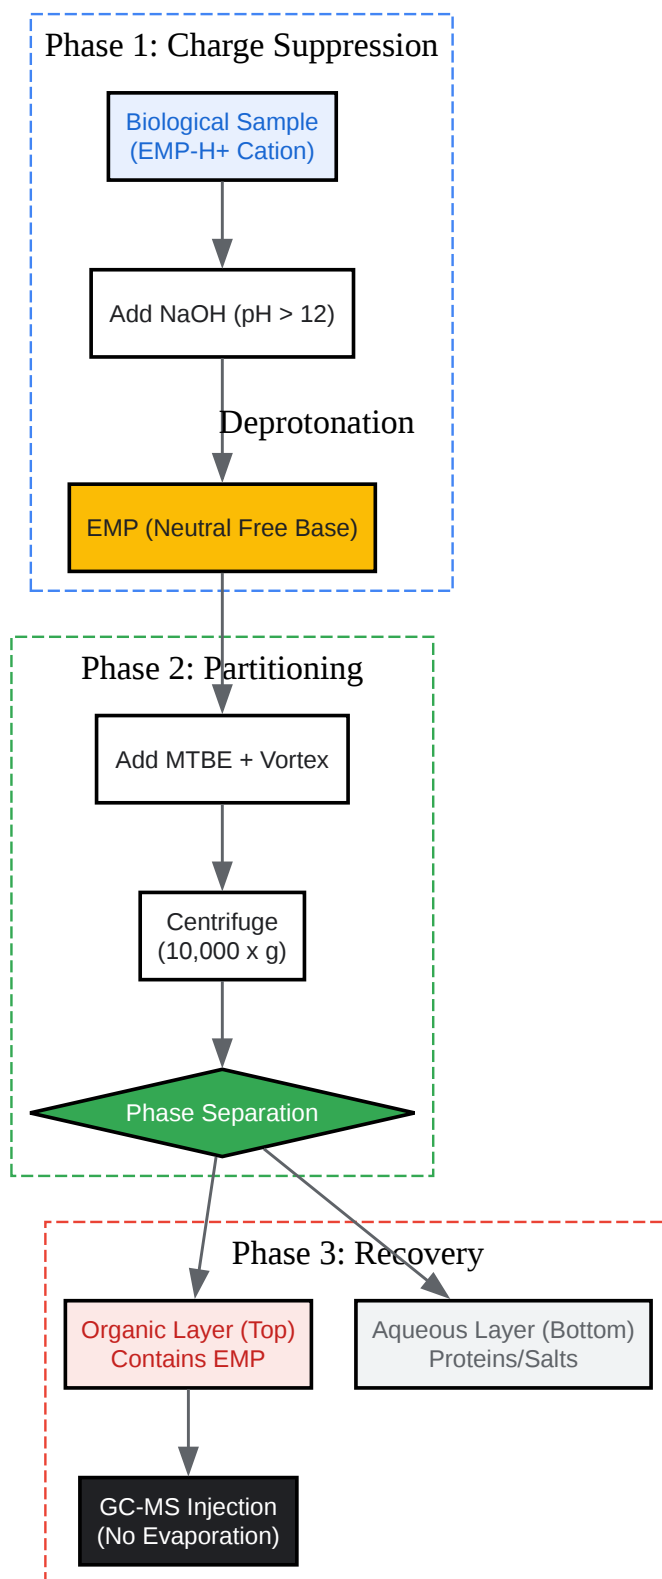 Phase 1: Charge Suppression
Biological Sample
(EMP-H+ Cation)
Add NaOH (pH > 12)
Deprotonation
EMP (Neutral Free Base)
Phase 2: Partitioning
Add MTBE + Vortex
Centrifuge
(10,000 x g)
Phase Separation
Phase 3: Recovery
Organic Layer (Top)
Contains EMP
Aqueous Layer (Bottom)
Proteins/Salts
GC-MS Injection
(No Evaporation)